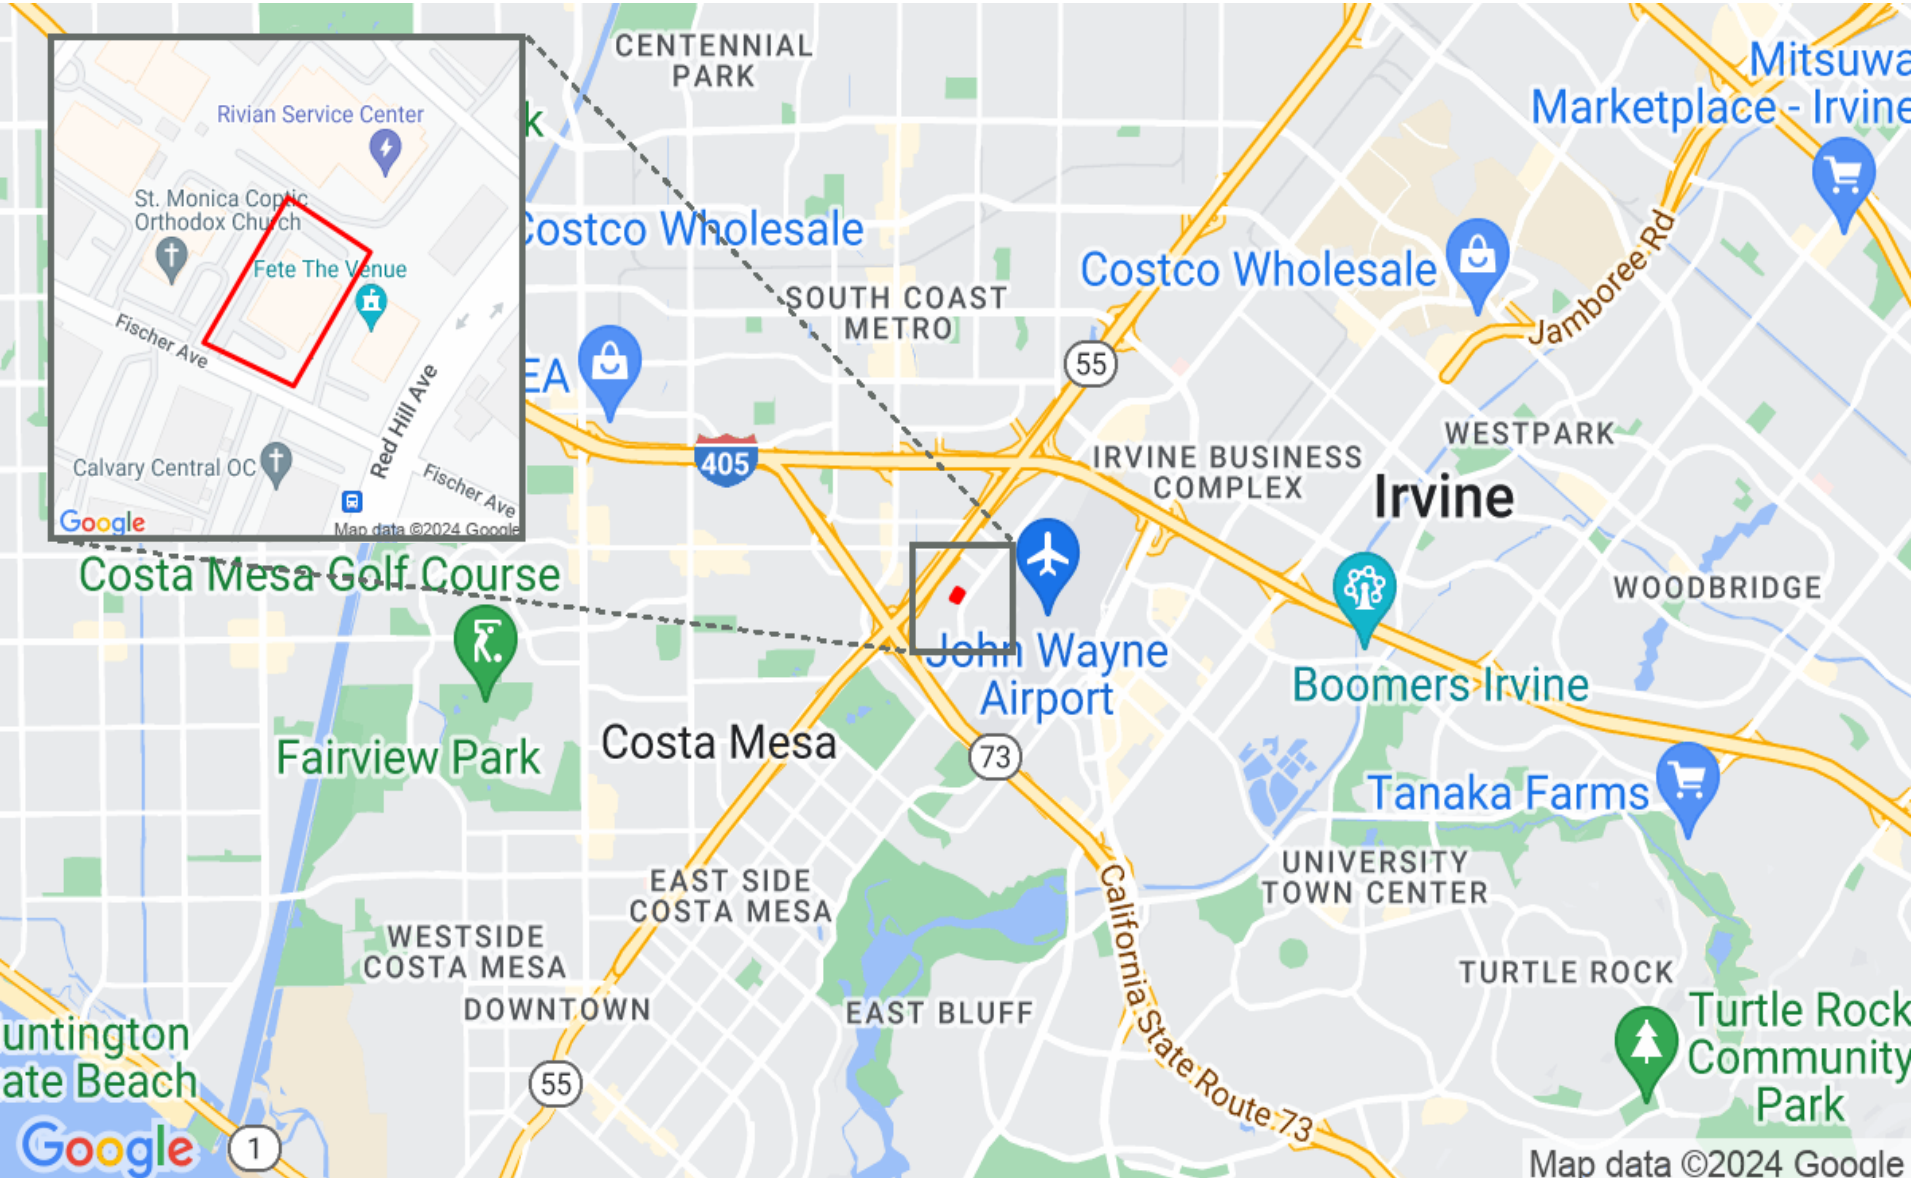 CENTENNIAL
PARK
Mitsuwa
Marketplace - Irvine
k
Rivian Service Center
St. Monica Coptic
Orthodox Church
Fete The Venue
Fischer Ave
Red Hill Ave
Calvary Central OC
Fischer Ave
Google
Map data ©2024 Google
Costco Wholesale
Costco Wholesale
Jamboree Rd
SOUTH COAST
METRO
55
EA
405
WESTPARK
IRVINE BUSINESS
COMPLEX
Irvine
Costa Mesa Golf Course
WOODBRIDGE
John Wayne
Airport
Boomers Irvine
Costa Mesa
Fairview Park
73
Tanaka Farms
UNIVERSITY
TOWN CENTER
EAST SIDE
COSTA MESA
California State Route 73
WESTSIDE
COSTA MESA
TURTLE ROCK
DOWNTOWN
EAST BLUFF
Turtle Rock
Community
Park
untington
ate Beach
55
1
Google
Map data ©2024 Google